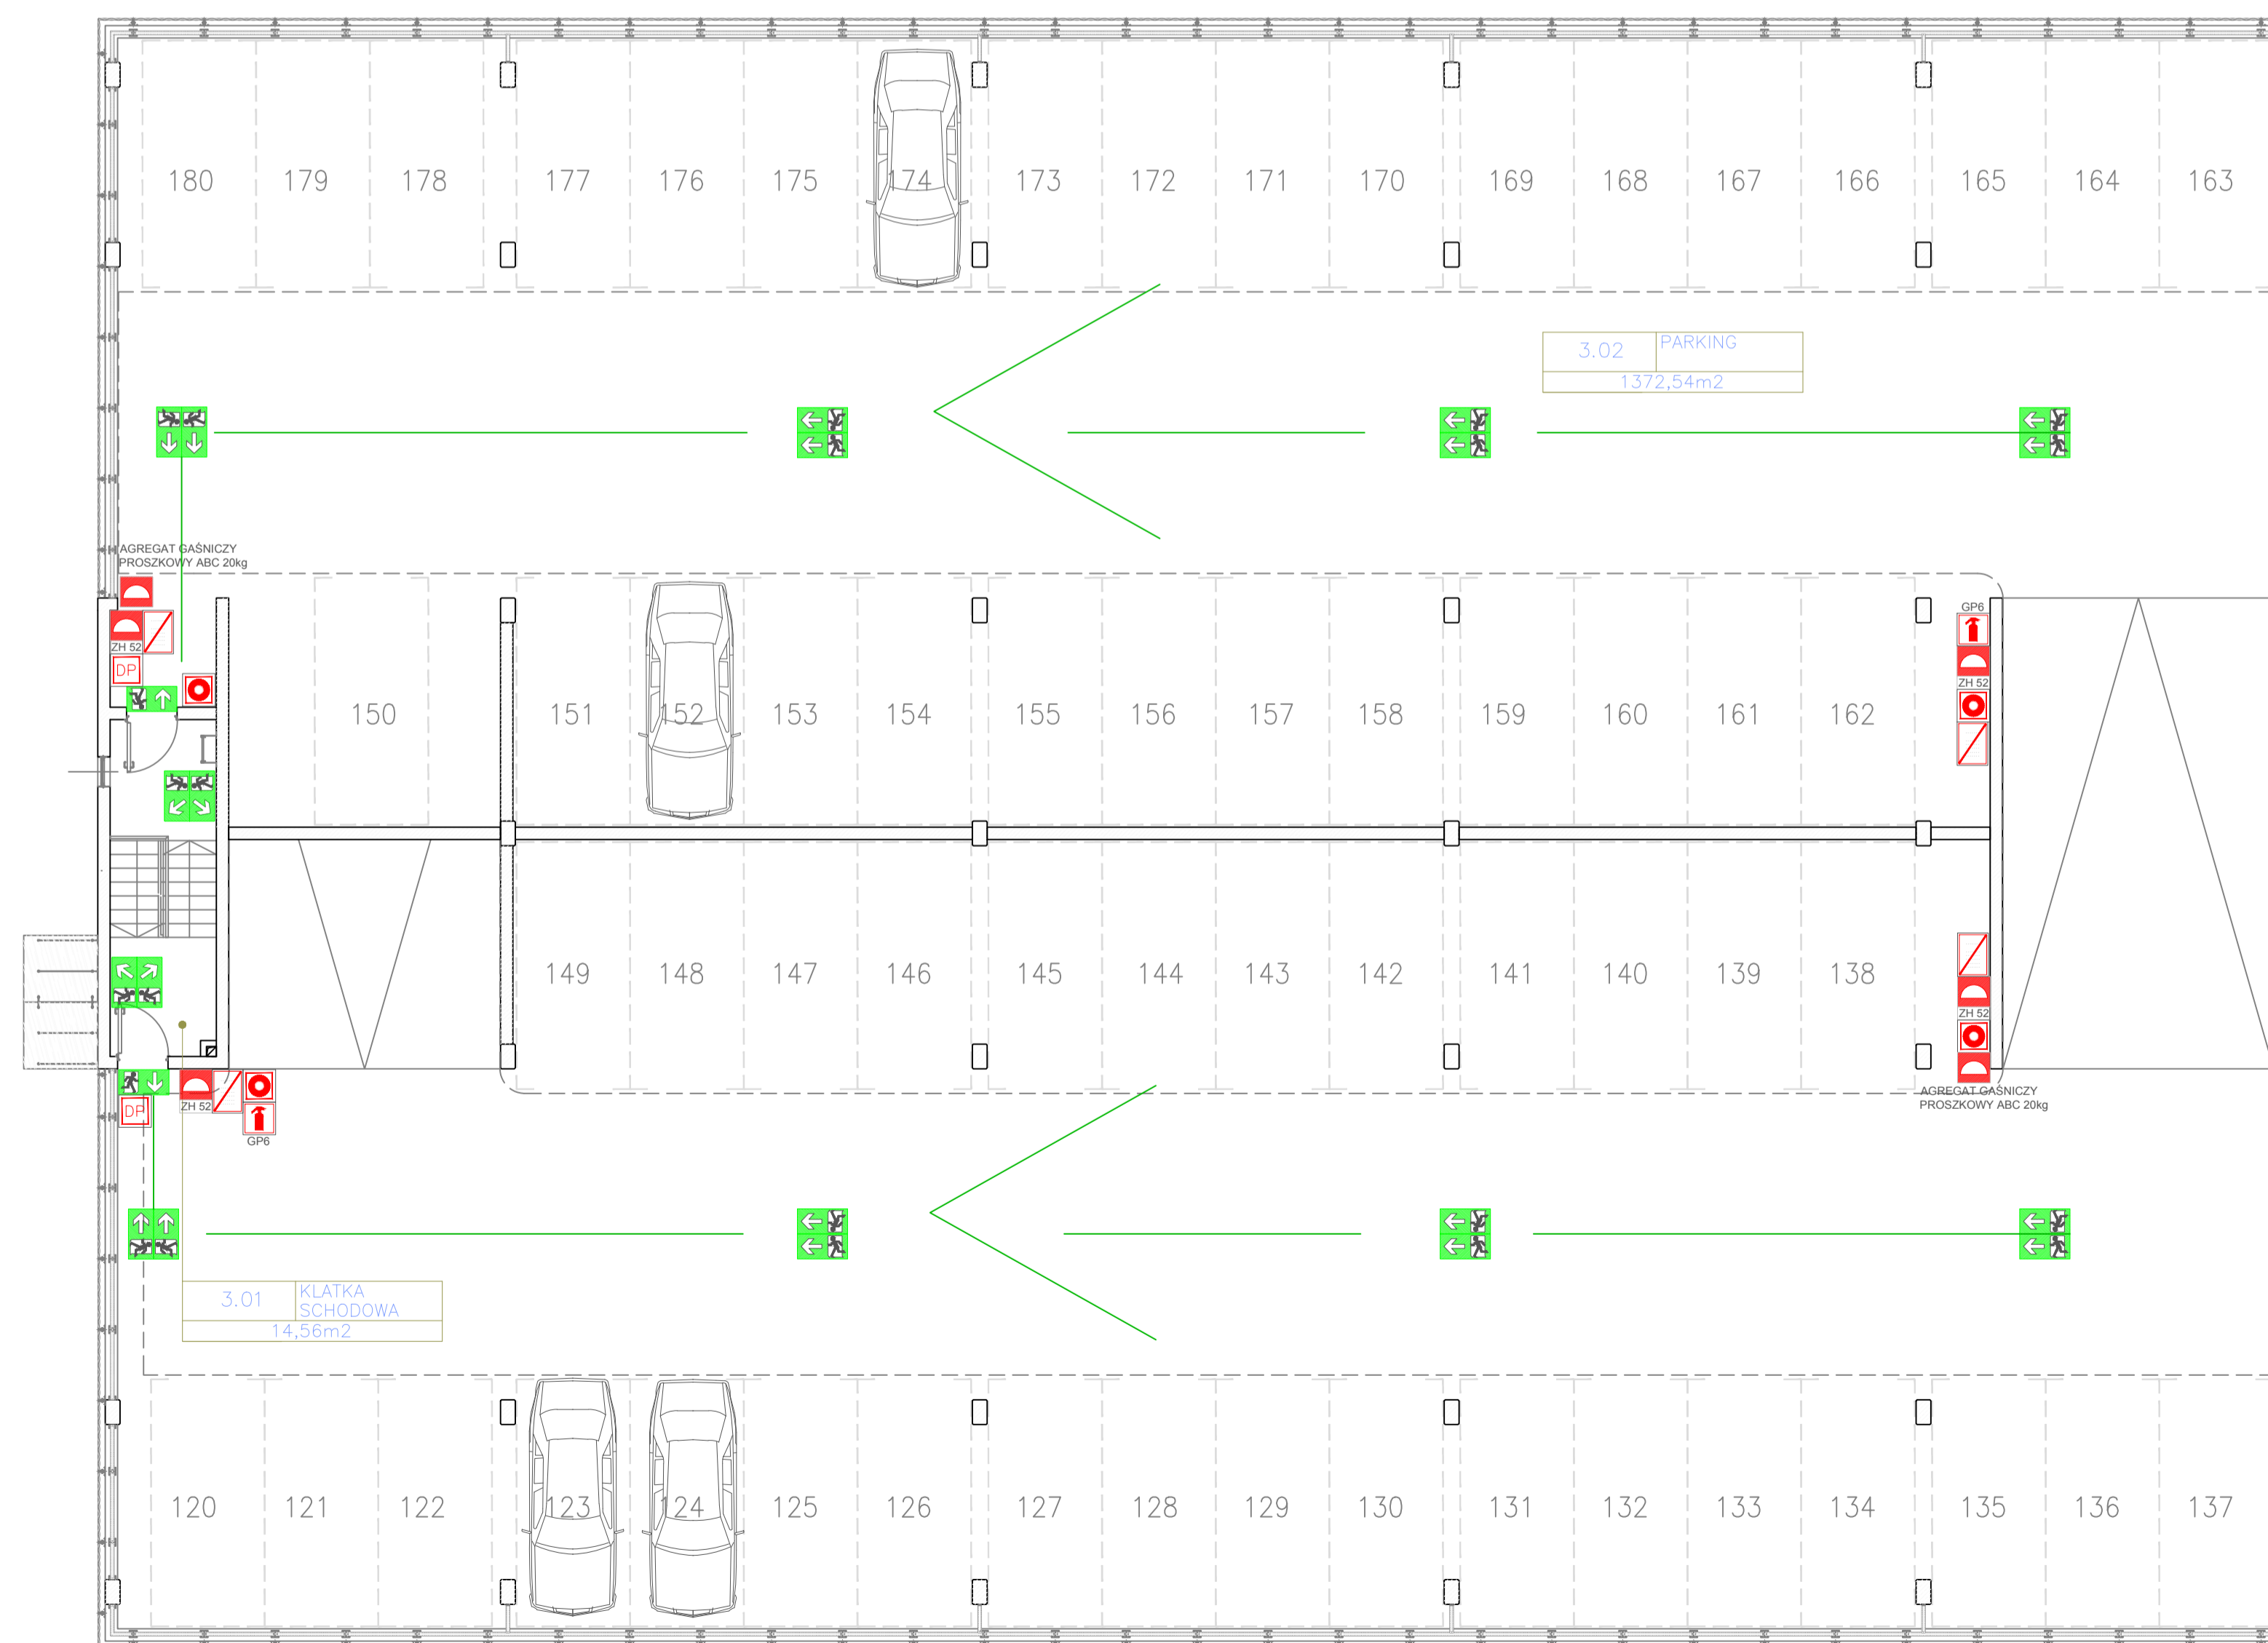 180 179 178 177 176 175 174 173 172 171 170 169 168 167 166 165 164 163
3.02 PARKING
1372,54m2
AGREGAT GAŚNICZY
PROSZKOWY ABC 20kg
ZH 52
DP
GP6
ZH 52
150 151 152 153 154 155 156 157 158 159 160 161 162
149 148 147 146 145 144 143 142 141 140 139 138
ZH 52
AGREGAT GAŚNICZY
PROSZKOWY ABC 20kg
DP
ZH 52
GP6
3.01 KLATKA
SCHODOWA
14,56m2
120 121 122 123 124 125 126 127 128 129 130 131 132 133 134 135 136 137